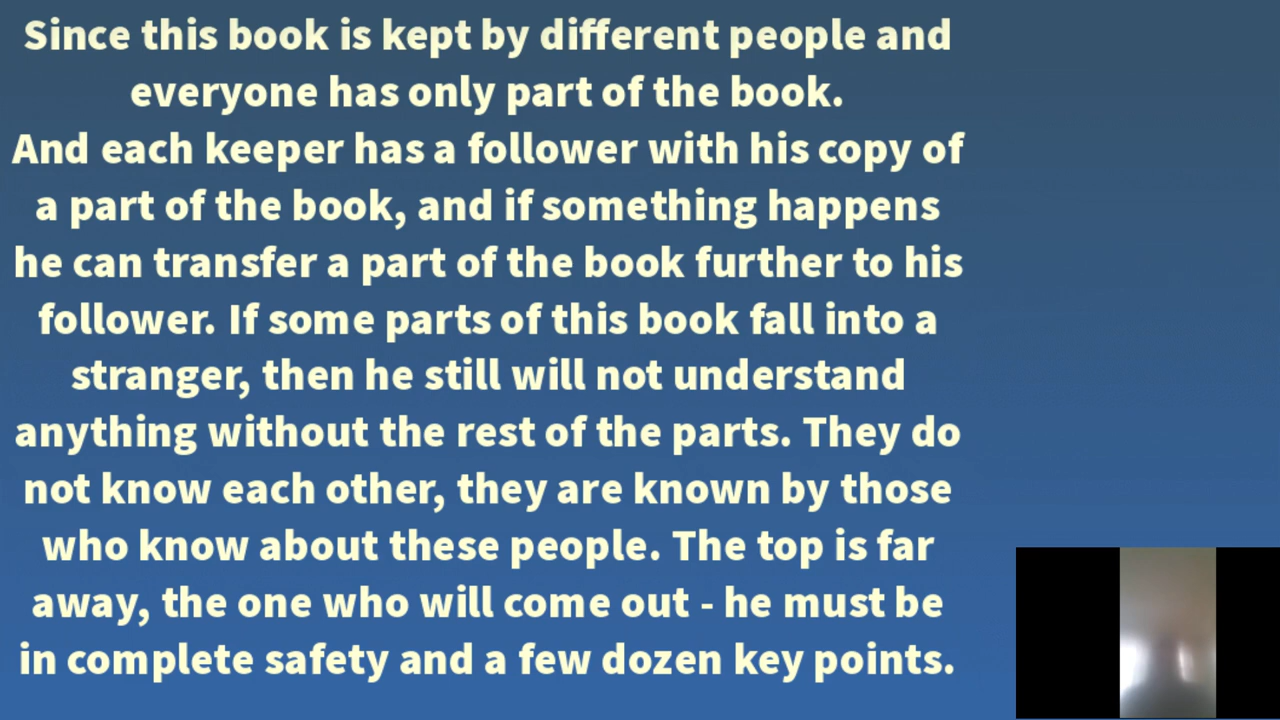 Since this book is kept by different people and
everyone has only part of the book.
And each keeper has a follower with his copy of
a part of the book, and if something happens
he can transfer a part of the book further to his
follower. If some parts of this book fall into a
stranger, then he still will not understand
anything without the rest of the parts. They do
not know each other, they are known by those
who know about these people. The top is far
away, the one who will come out - he must be
in complete safety and a few dozen key points.